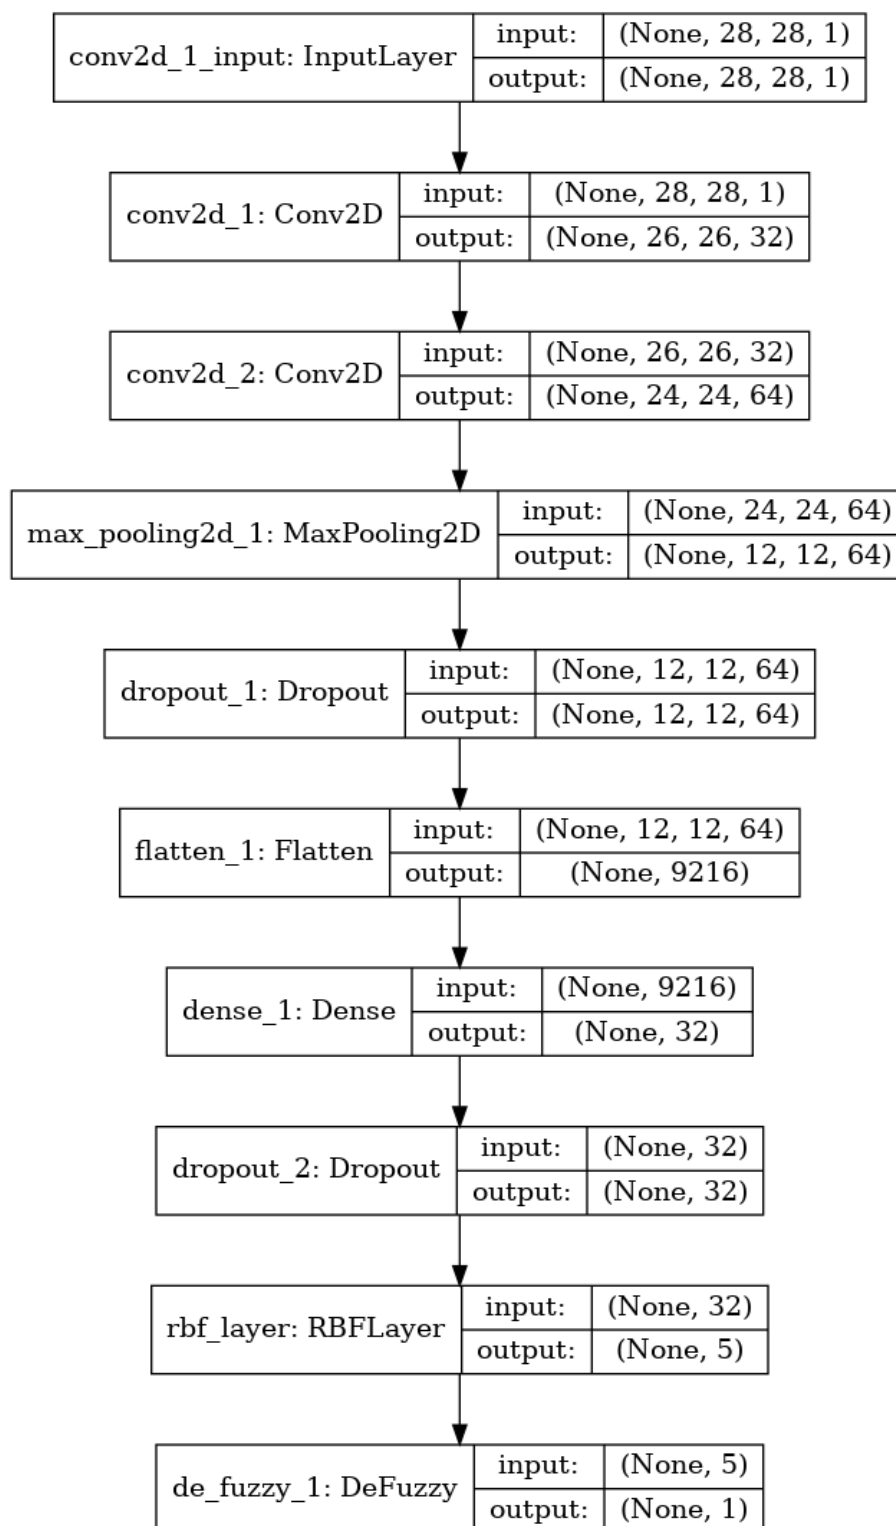 conv2d_1_input: InputLayer
input: (None, 28, 28, 1)
output: (None, 28, 28, 1)
conv2d_1: Conv2D
input: (None, 28, 28, 1)
output: (None, 26, 26, 32)
conv2d_2: Conv2D
input: (None, 26, 26, 32)
output: (None, 24, 24, 64)
max_pooling2d_1: MaxPooling2D
input: (None, 24, 24, 64)
output: (None, 12, 12, 64)
dropout_1: Dropout
input: (None, 12, 12, 64)
output: (None, 12, 12, 64)
flatten_1: Flatten
input: (None, 12, 12, 64)
output: (None, 9216)
dense_1: Dense
input: (None, 9216)
output: (None, 32)
dropout_2: Dropout
input: (None, 32)
output: (None, 32)
rbf_layer: RBFLayer
input: (None, 32)
output: (None, 5)
de_fuzzy_1: DeFuzzy
input: (None, 5)
output: (None, 1)